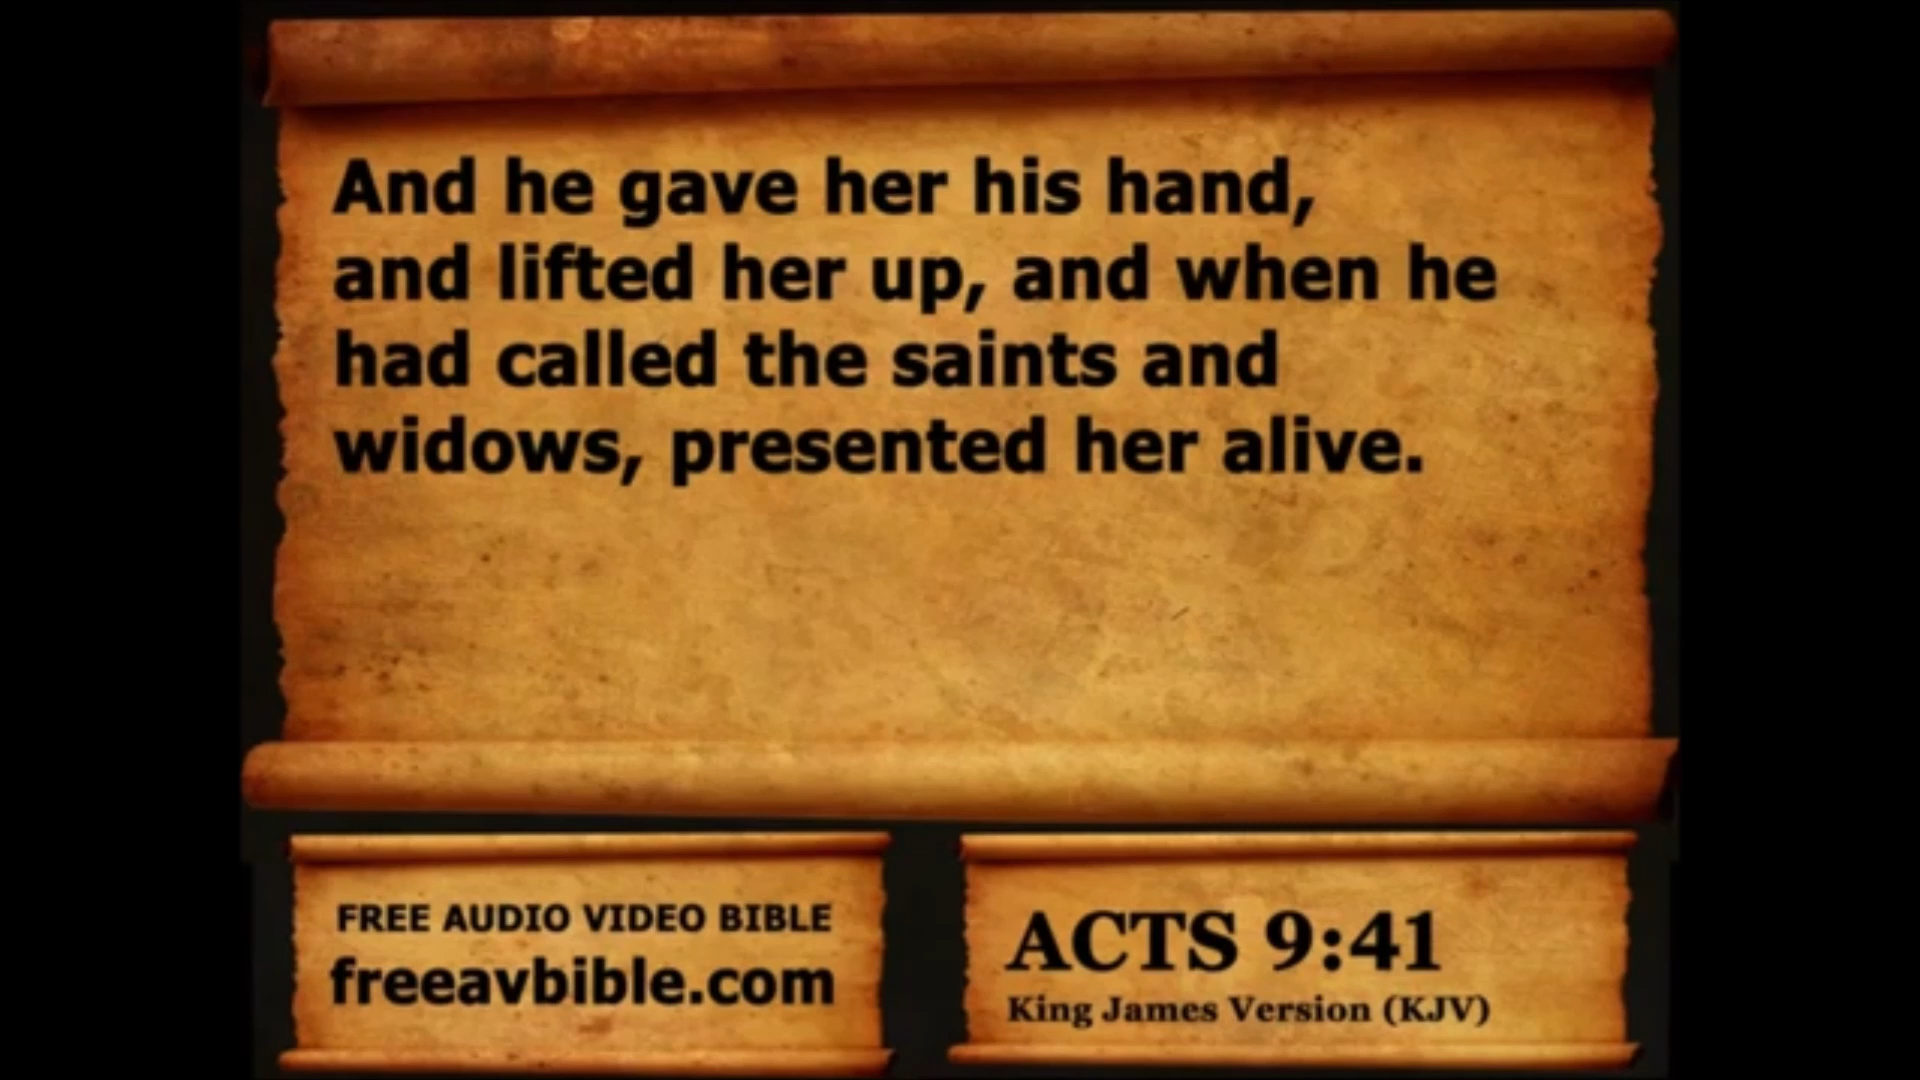 And he gave her his hand,
and lifted her up, and when he
had called the saints and
widows, presented her alive.
FREE AUDIO VIDEO BIBLE
freeavbible.com
ACTS 9:41
King James Version (KJV)